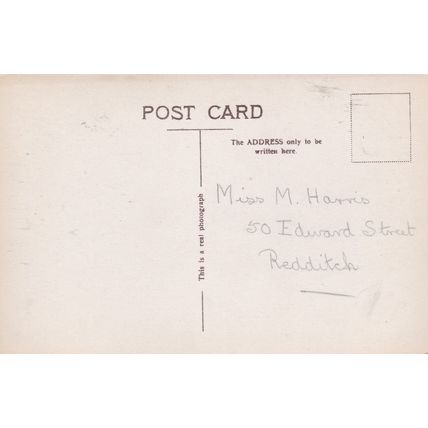 POST CARD
The ADDRESS only to be
written here.
This is a real photograph
Miss M. Harris
50 Edward Street
Redditch